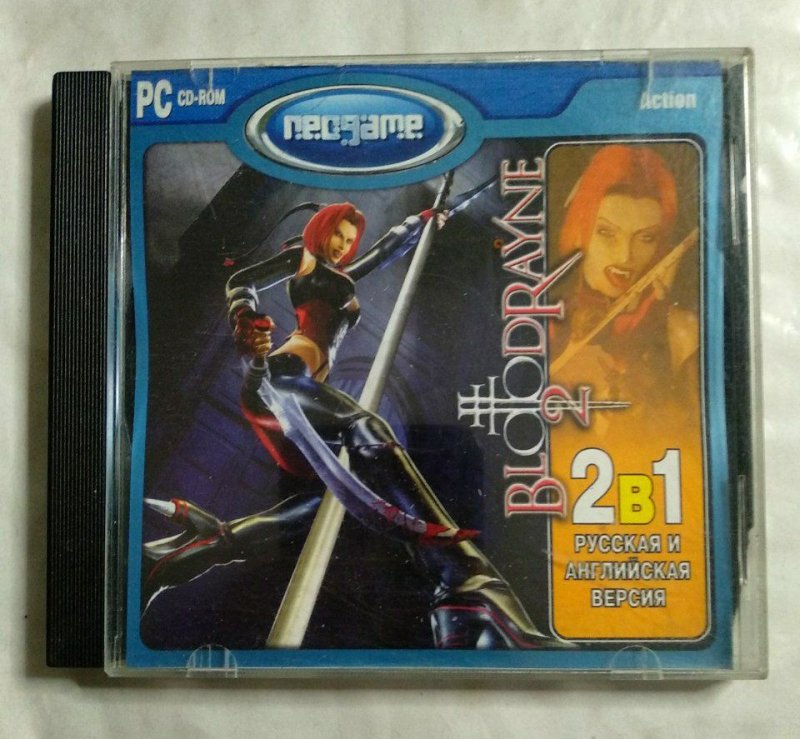 PC CD-ROM
neogame
Action
BLOODRAYNE
2
2в1
РУССКАЯ И
АНГЛИЙСКАЯ
ВЕРСИЯ